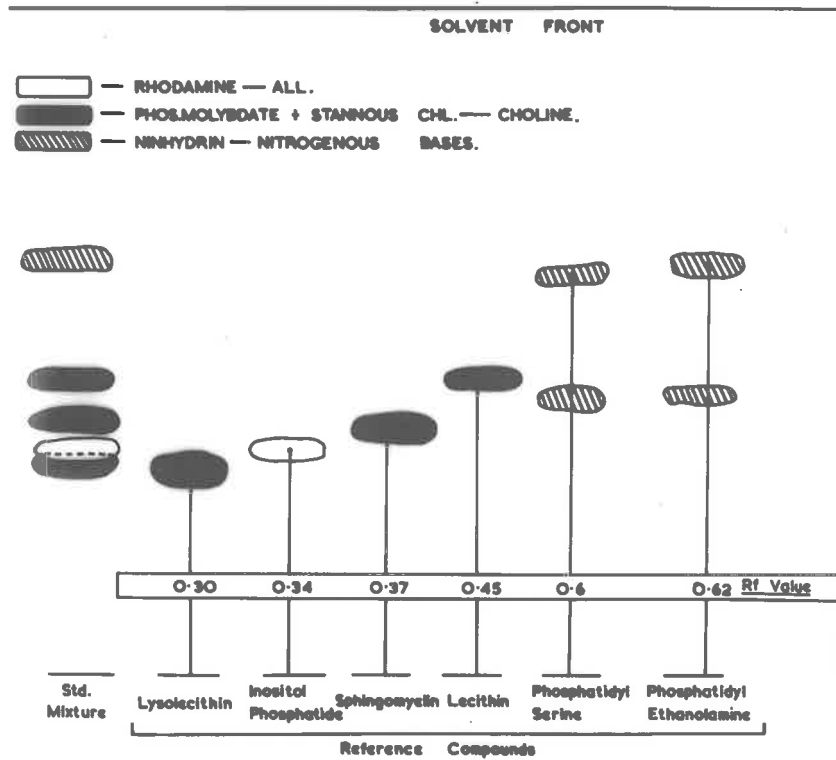 SOLVENT FRONT
— RHODAMINE — ALL.
— PHOS.MOLYBDATE + STANNOUS CHL. — CHOLINE.
— NINHYDRIN — NITROGENOUS BASES.
0·30 0·34 0·37 0·45 0·6 0·62 Rf Value
Std. Mixture
Lysolecithin
Inositol Phosphatide
Sphingomyelin
Lecithin
Phosphatidyl Serine
Phosphatidyl Ethanolamine
Reference Compounds